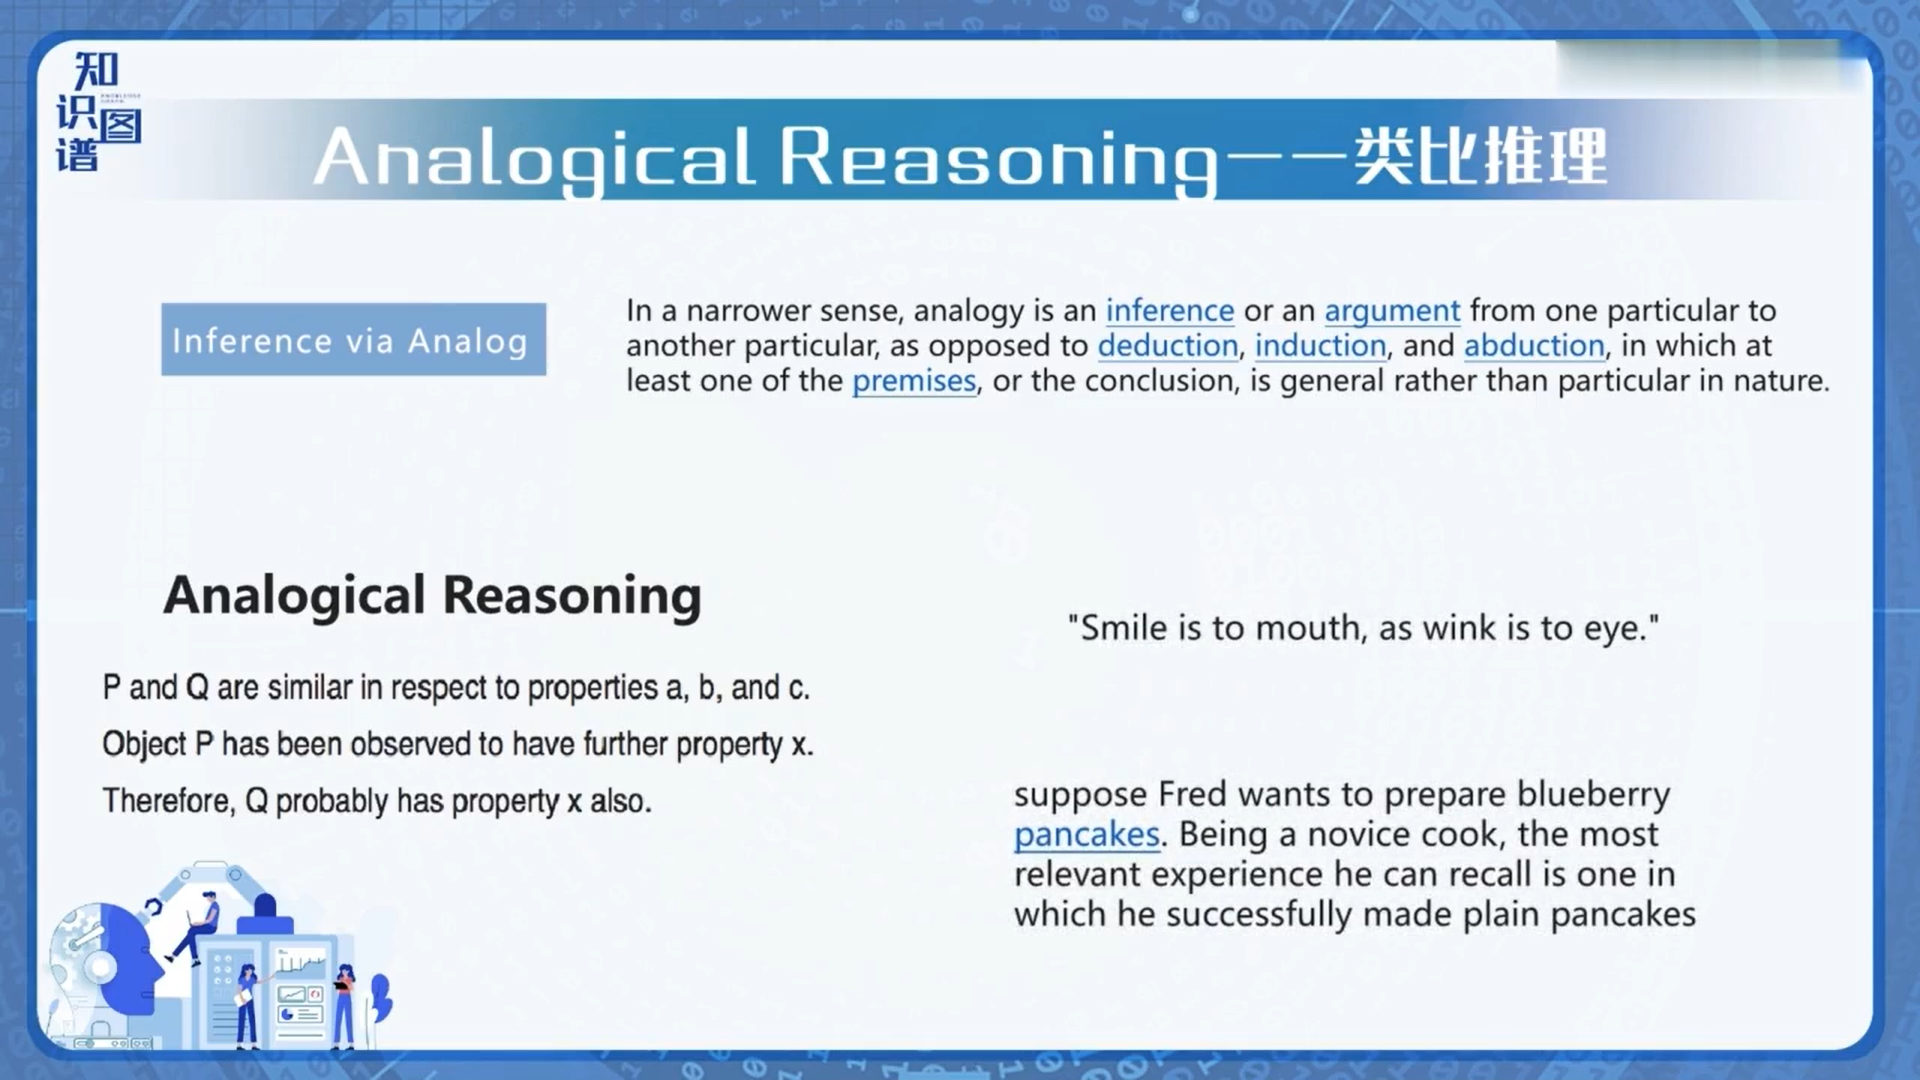 知
识图
谱
Analogical Reasoning——类比推理
Inference via Analog
In a narrower sense, analogy is an inference or an argument from one particular to
another particular, as opposed to deduction, induction, and abduction, in which at
least one of the premises, or the conclusion, is general rather than particular in nature.
Analogical Reasoning
P and Q are similar in respect to properties a, b, and c.
Object P has been observed to have further property x.
Therefore, Q probably has property x also.
"Smile is to mouth, as wink is to eye."
suppose Fred wants to prepare blueberry
pancakes. Being a novice cook, the most
relevant experience he can recall is one in
which he successfully made plain pancakes